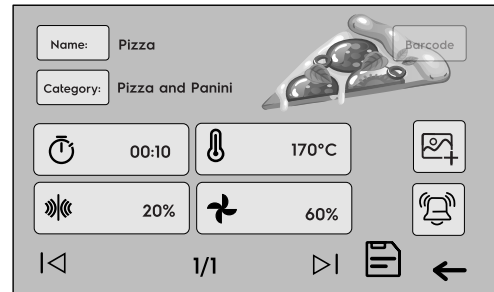 Name: Pizza
Barcode
Category: Pizza and Panini
00:10
170°C
20%
60%
1/1